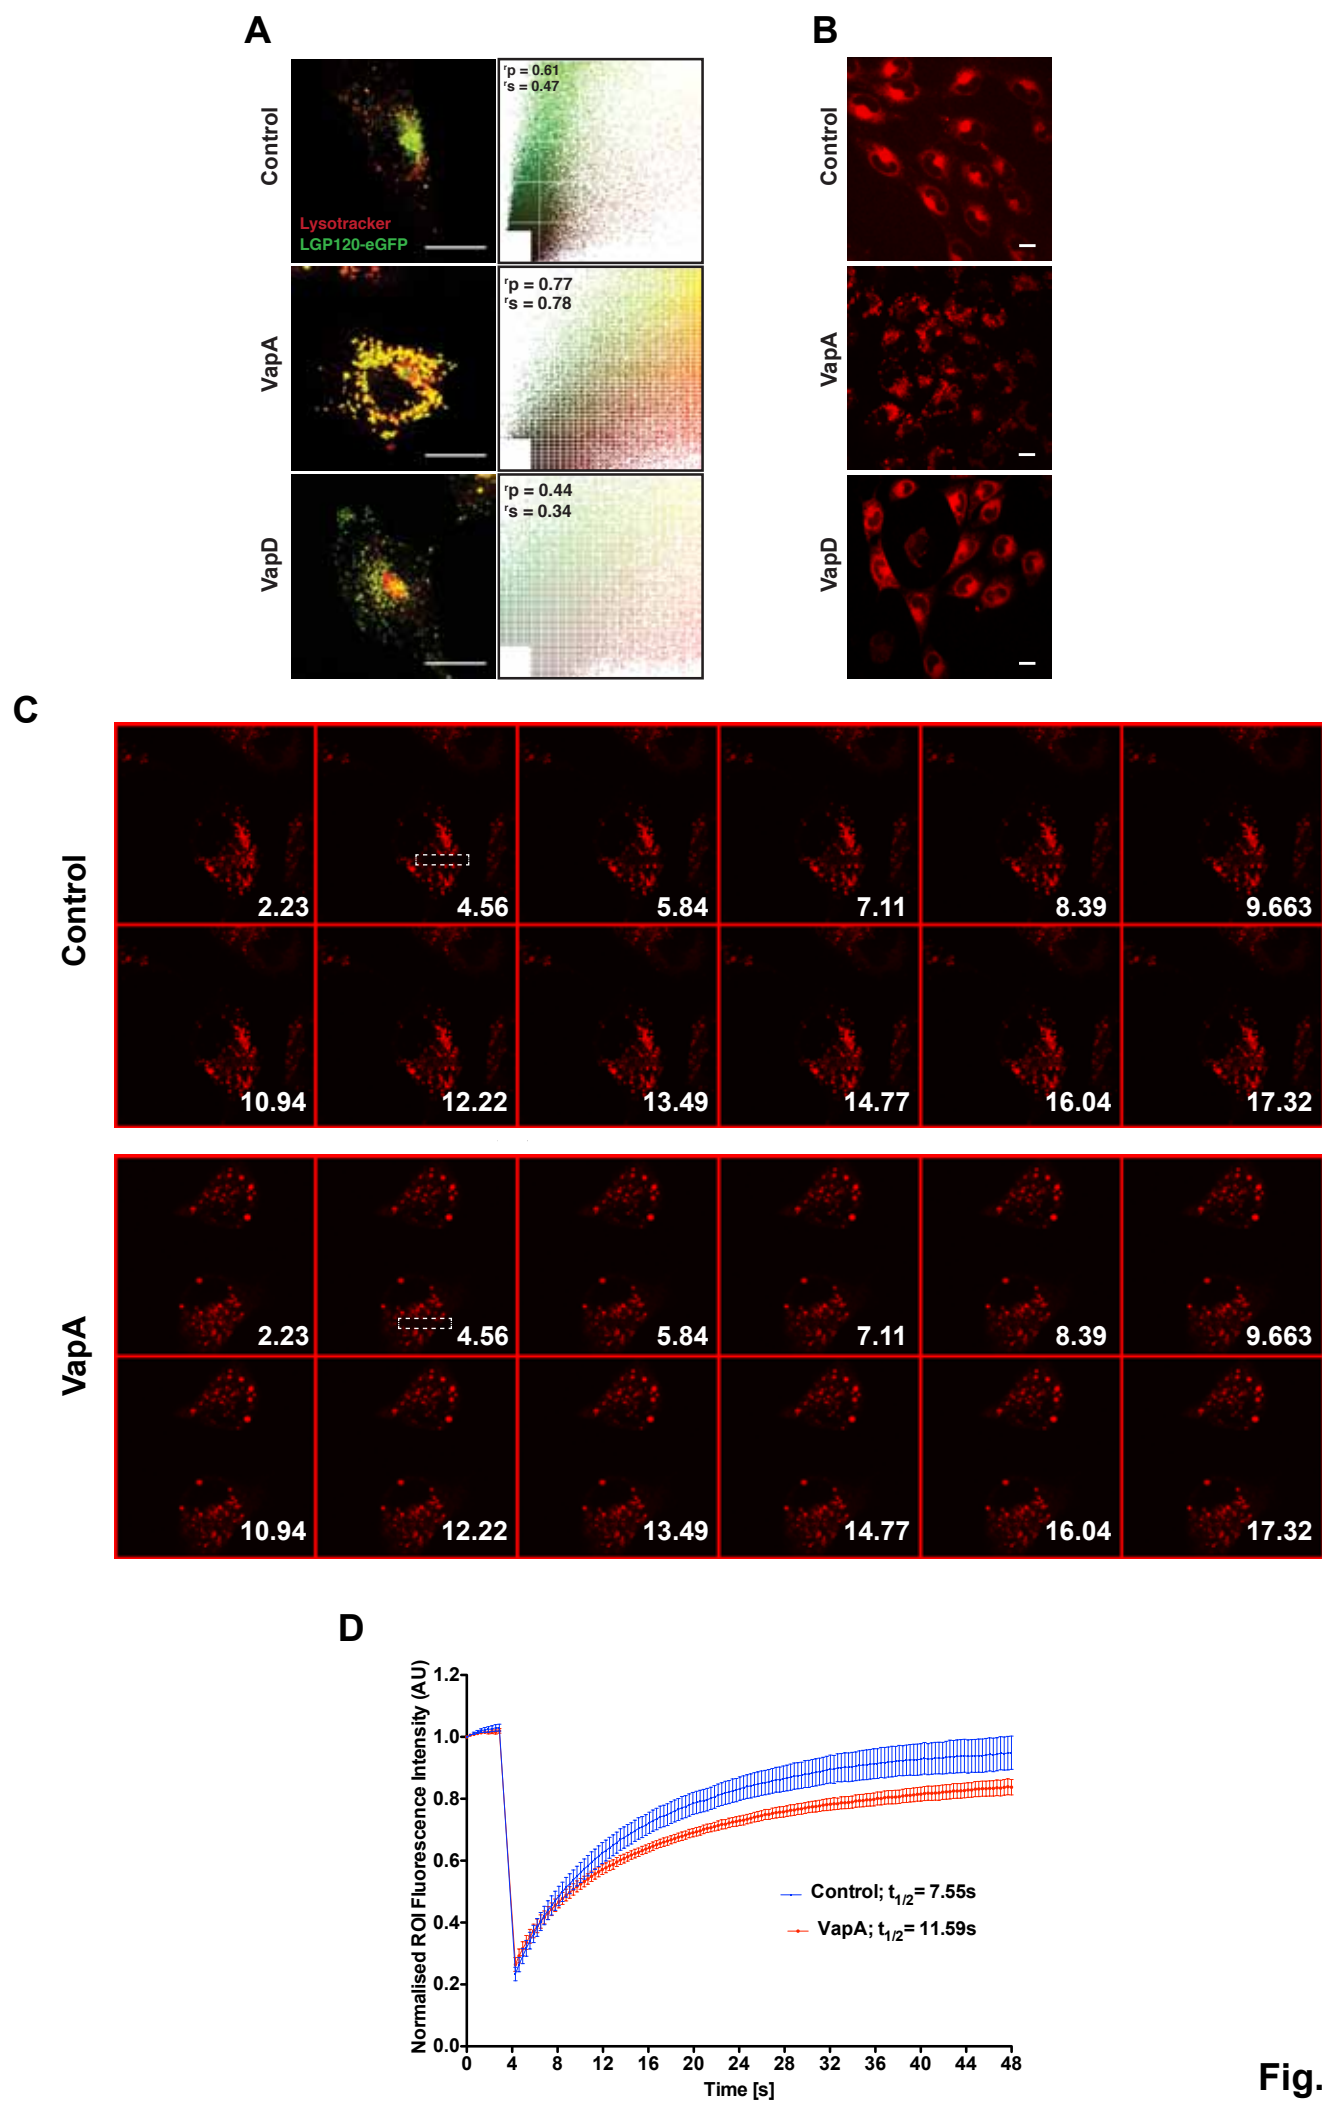 A
B
Control
Lysotracker
LGP120-eGFP
rp = 0.61
rs = 0.47
Control
VapA
rp = 0.77
rs = 0.78
VapA
VapD
rp = 0.44
rs = 0.34
VapD
C
Control
2.23 4.56 5.84 7.11 8.39 9.663
10.94 12.22 13.49 14.77 16.04 17.32
VapA
2.23 4.56 5.84 7.11 8.39 9.663
10.94 12.22 13.49 14.77 16.04 17.32
D
Normalised ROI Fluorescence Intensity (AU)
1.2
1.0
0.8
0.6
0.4
0.2
0.0
Control; t1/2= 7.55s
VapA; t1/2= 11.59s
0 4 8 12 16 20 24 28 32 36 40 44 48
Time [s]
Fig.